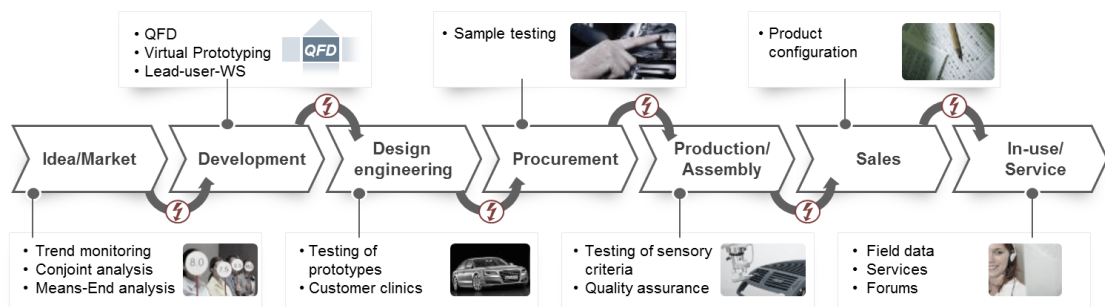 • QFD
• Virtual Prototyping
• Lead-user-WS
QFD
• Sample testing
• Product
configuration
Idea/Market
Development
Design
engineering
Procurement
Production/
Assembly
Sales
In-use/
Service
• Trend monitoring
• Conjoint analysis
• Means-End analysis
8.0
• Testing of
prototypes
• Customer clinics
• Testing of sensory
criteria
• Quality assurance
• Field data
• Services
• Forums